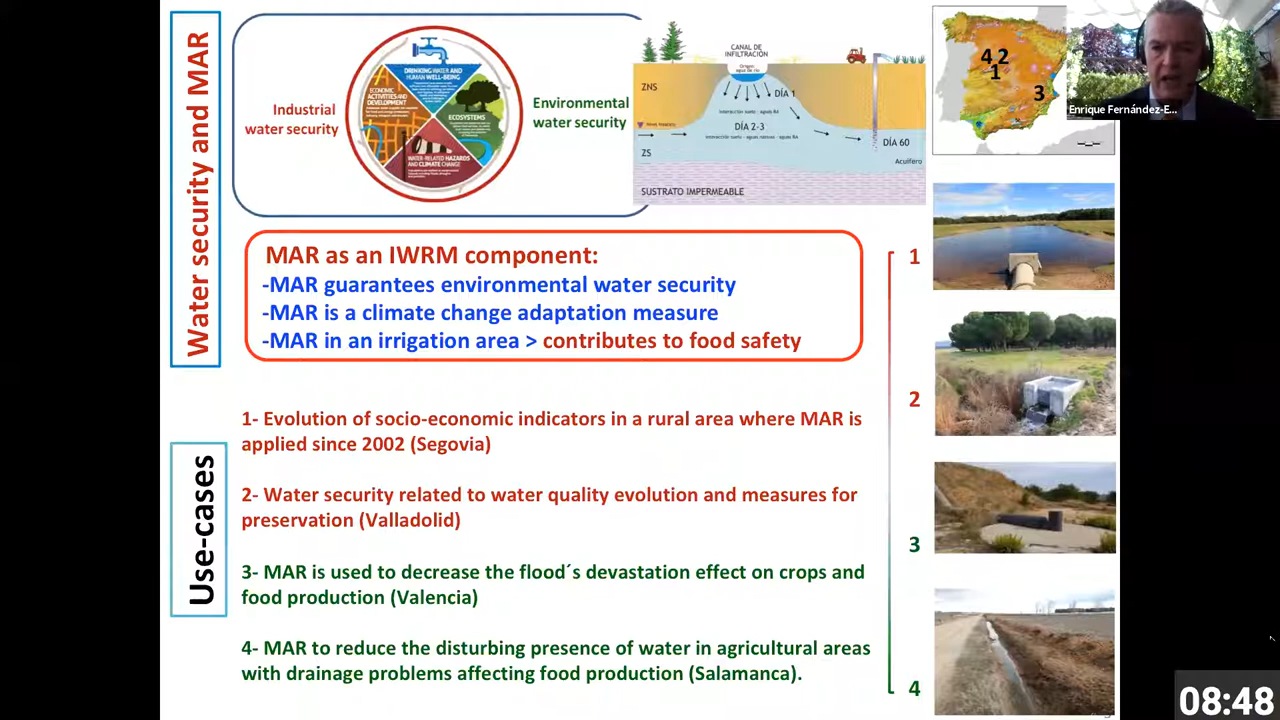 Water security and MAR
Industrial
water security
DRINKING WATER AND
HUMAN WELL-BEING
ECONOMIC
ACTIVITIES AND
DEVELOPMENT
ECOSYSTEMS
WATER-RELATED HAZARDS
AND CLIMATE CHANGE
Environmental
water security
CANAL DE
INFILTRACIÓN
Origen:
agua de río
ZNS
DÍA 1
DÍA 2-3
ZS
DÍA 60
Acuífero
SUSTRATO IMPERMEABLE
4 2
1
3
Enrique Fernández-E...
MAR as an IWRM component:
-MAR guarantees environmental water security
-MAR is a climate change adaptation measure
-MAR in an irrigation area > contributes to food safety
Use-cases
1- Evolution of socio-economic indicators in a rural area where MAR is
applied since 2002 (Segovia)
2- Water security related to water quality evolution and measures for
preservation (Valladolid)
3- MAR is used to decrease the flood´s devastation effect on crops and
food production (Valencia)
4- MAR to reduce the disturbing presence of water in agricultural areas
with drainage problems affecting food production (Salamanca).
1
2
3
4
08:48